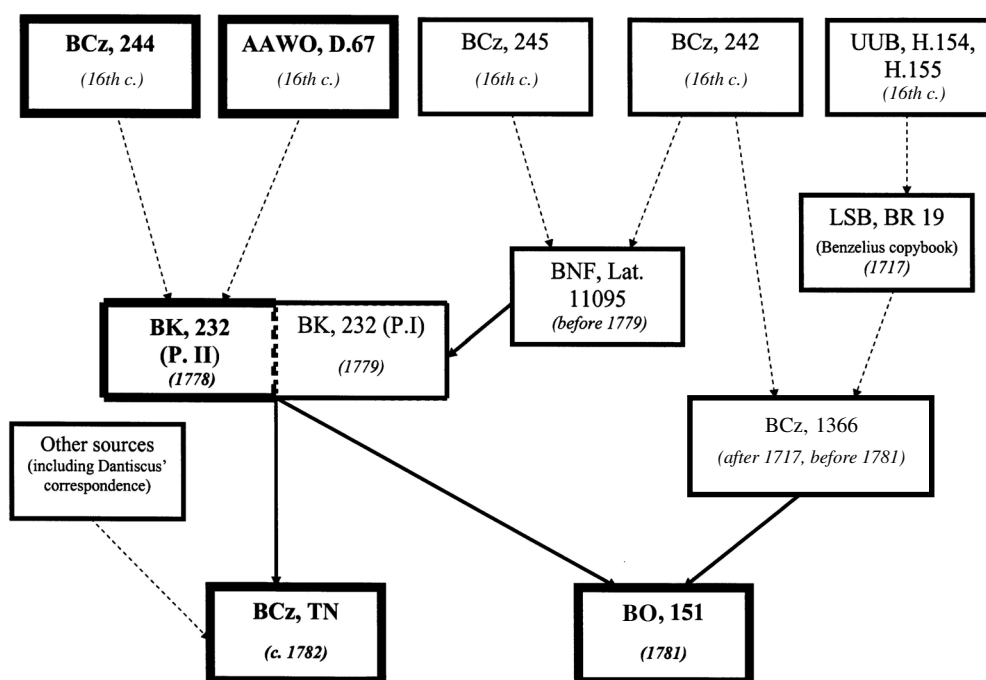 BCz, 244
(16th c.)
AAWO, D.67
(16th c.)
BCz, 245
(16th c.)
BCz, 242
(16th c.)
UUB, H.154,
H.155
(16th c.)
LSB, BR 19
(Benzelius copybook)
(1717)
BNF, Lat.
11095
(before 1779)
BK, 232
(P. II)
(1778)
BK, 232 (P.I)
(1779)
BCz, 1366
(after 1717, before 1781)
Other sources
(including Dantiscus’
correspondence)
BCz, TN
(c. 1782)
BO, 151
(1781)